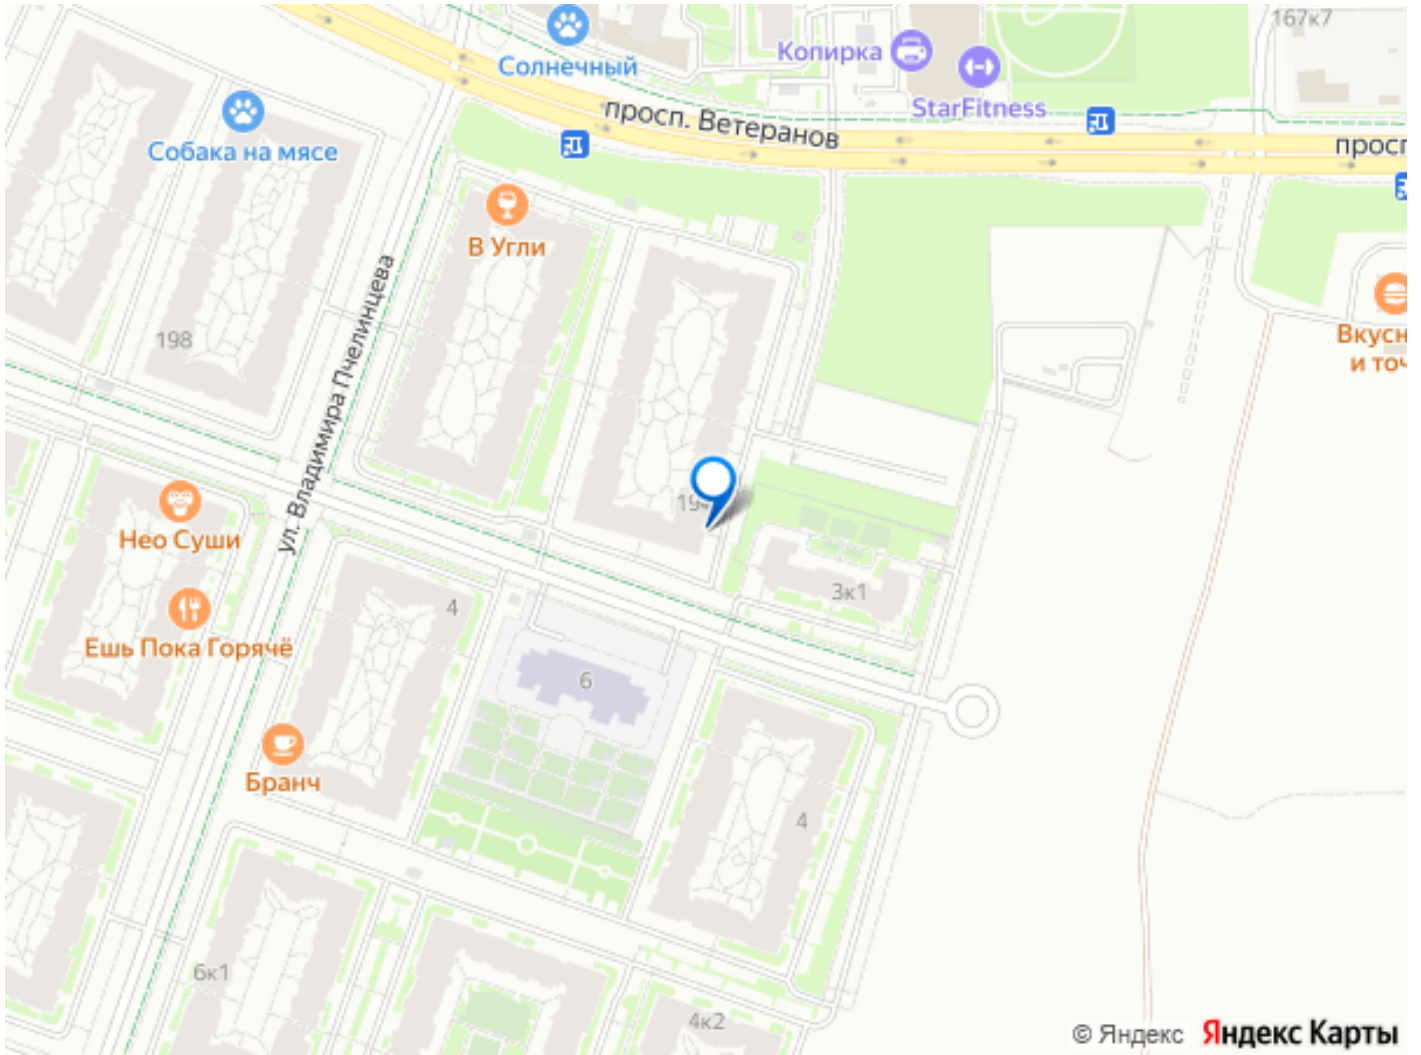 167к7
Копирка
Солнечный
StarFitness
просп. Ветеранов
Собака на мясе
В Угли
198
ул. Владимира Пчелинцева
Нео Суши
3к1
4
Ешь Пока Горячё
6
Бранч
4
6к1
4к2
© Яндекс Яндекс Карты